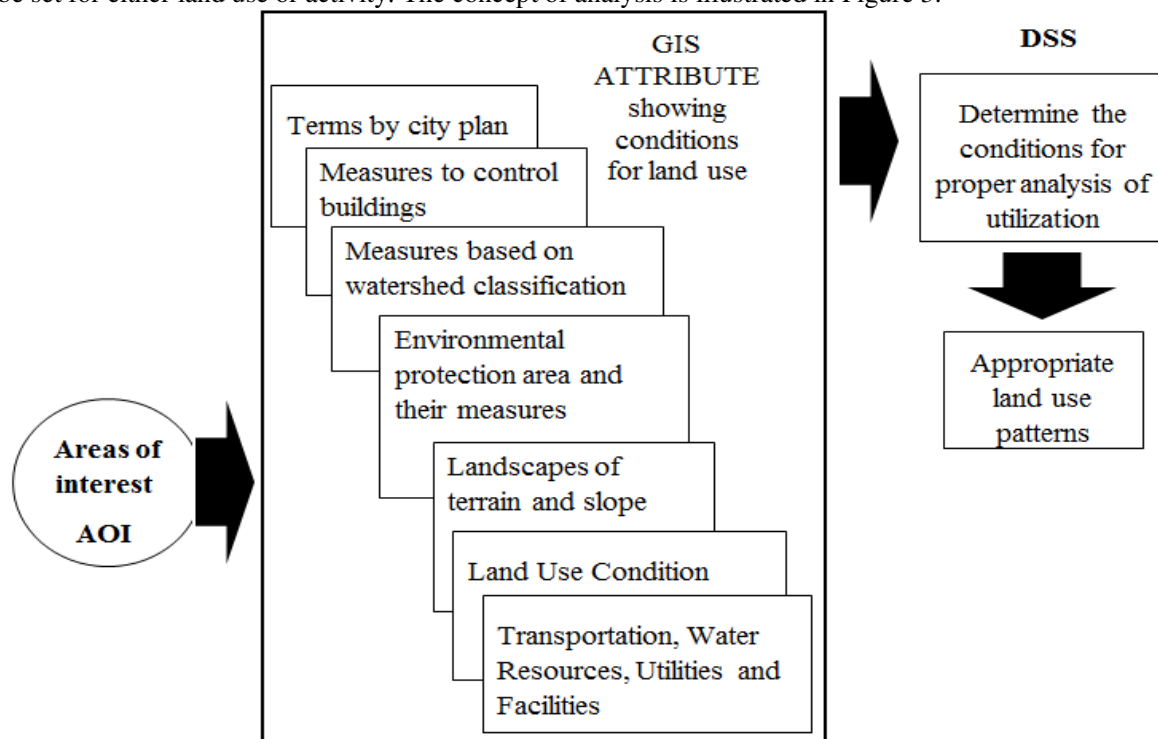 be set for either land use or activity. The concept of analysis is illustrated in Figure 3.
GIS
ATTRIBUTE
showing
conditions
for land use
Terms by city plan
Measures to control
buildings
Measures based on
watershed classification
Environmental
protection area and
their measures
Landscapes of
terrain and slope
Land Use Condition
Transportation, Water
Resources, Utilities and
Facilities
Areas of
interest
AOI
DSS
Determine the
conditions for
proper analysis of
utilization
Appropriate
land use
patterns